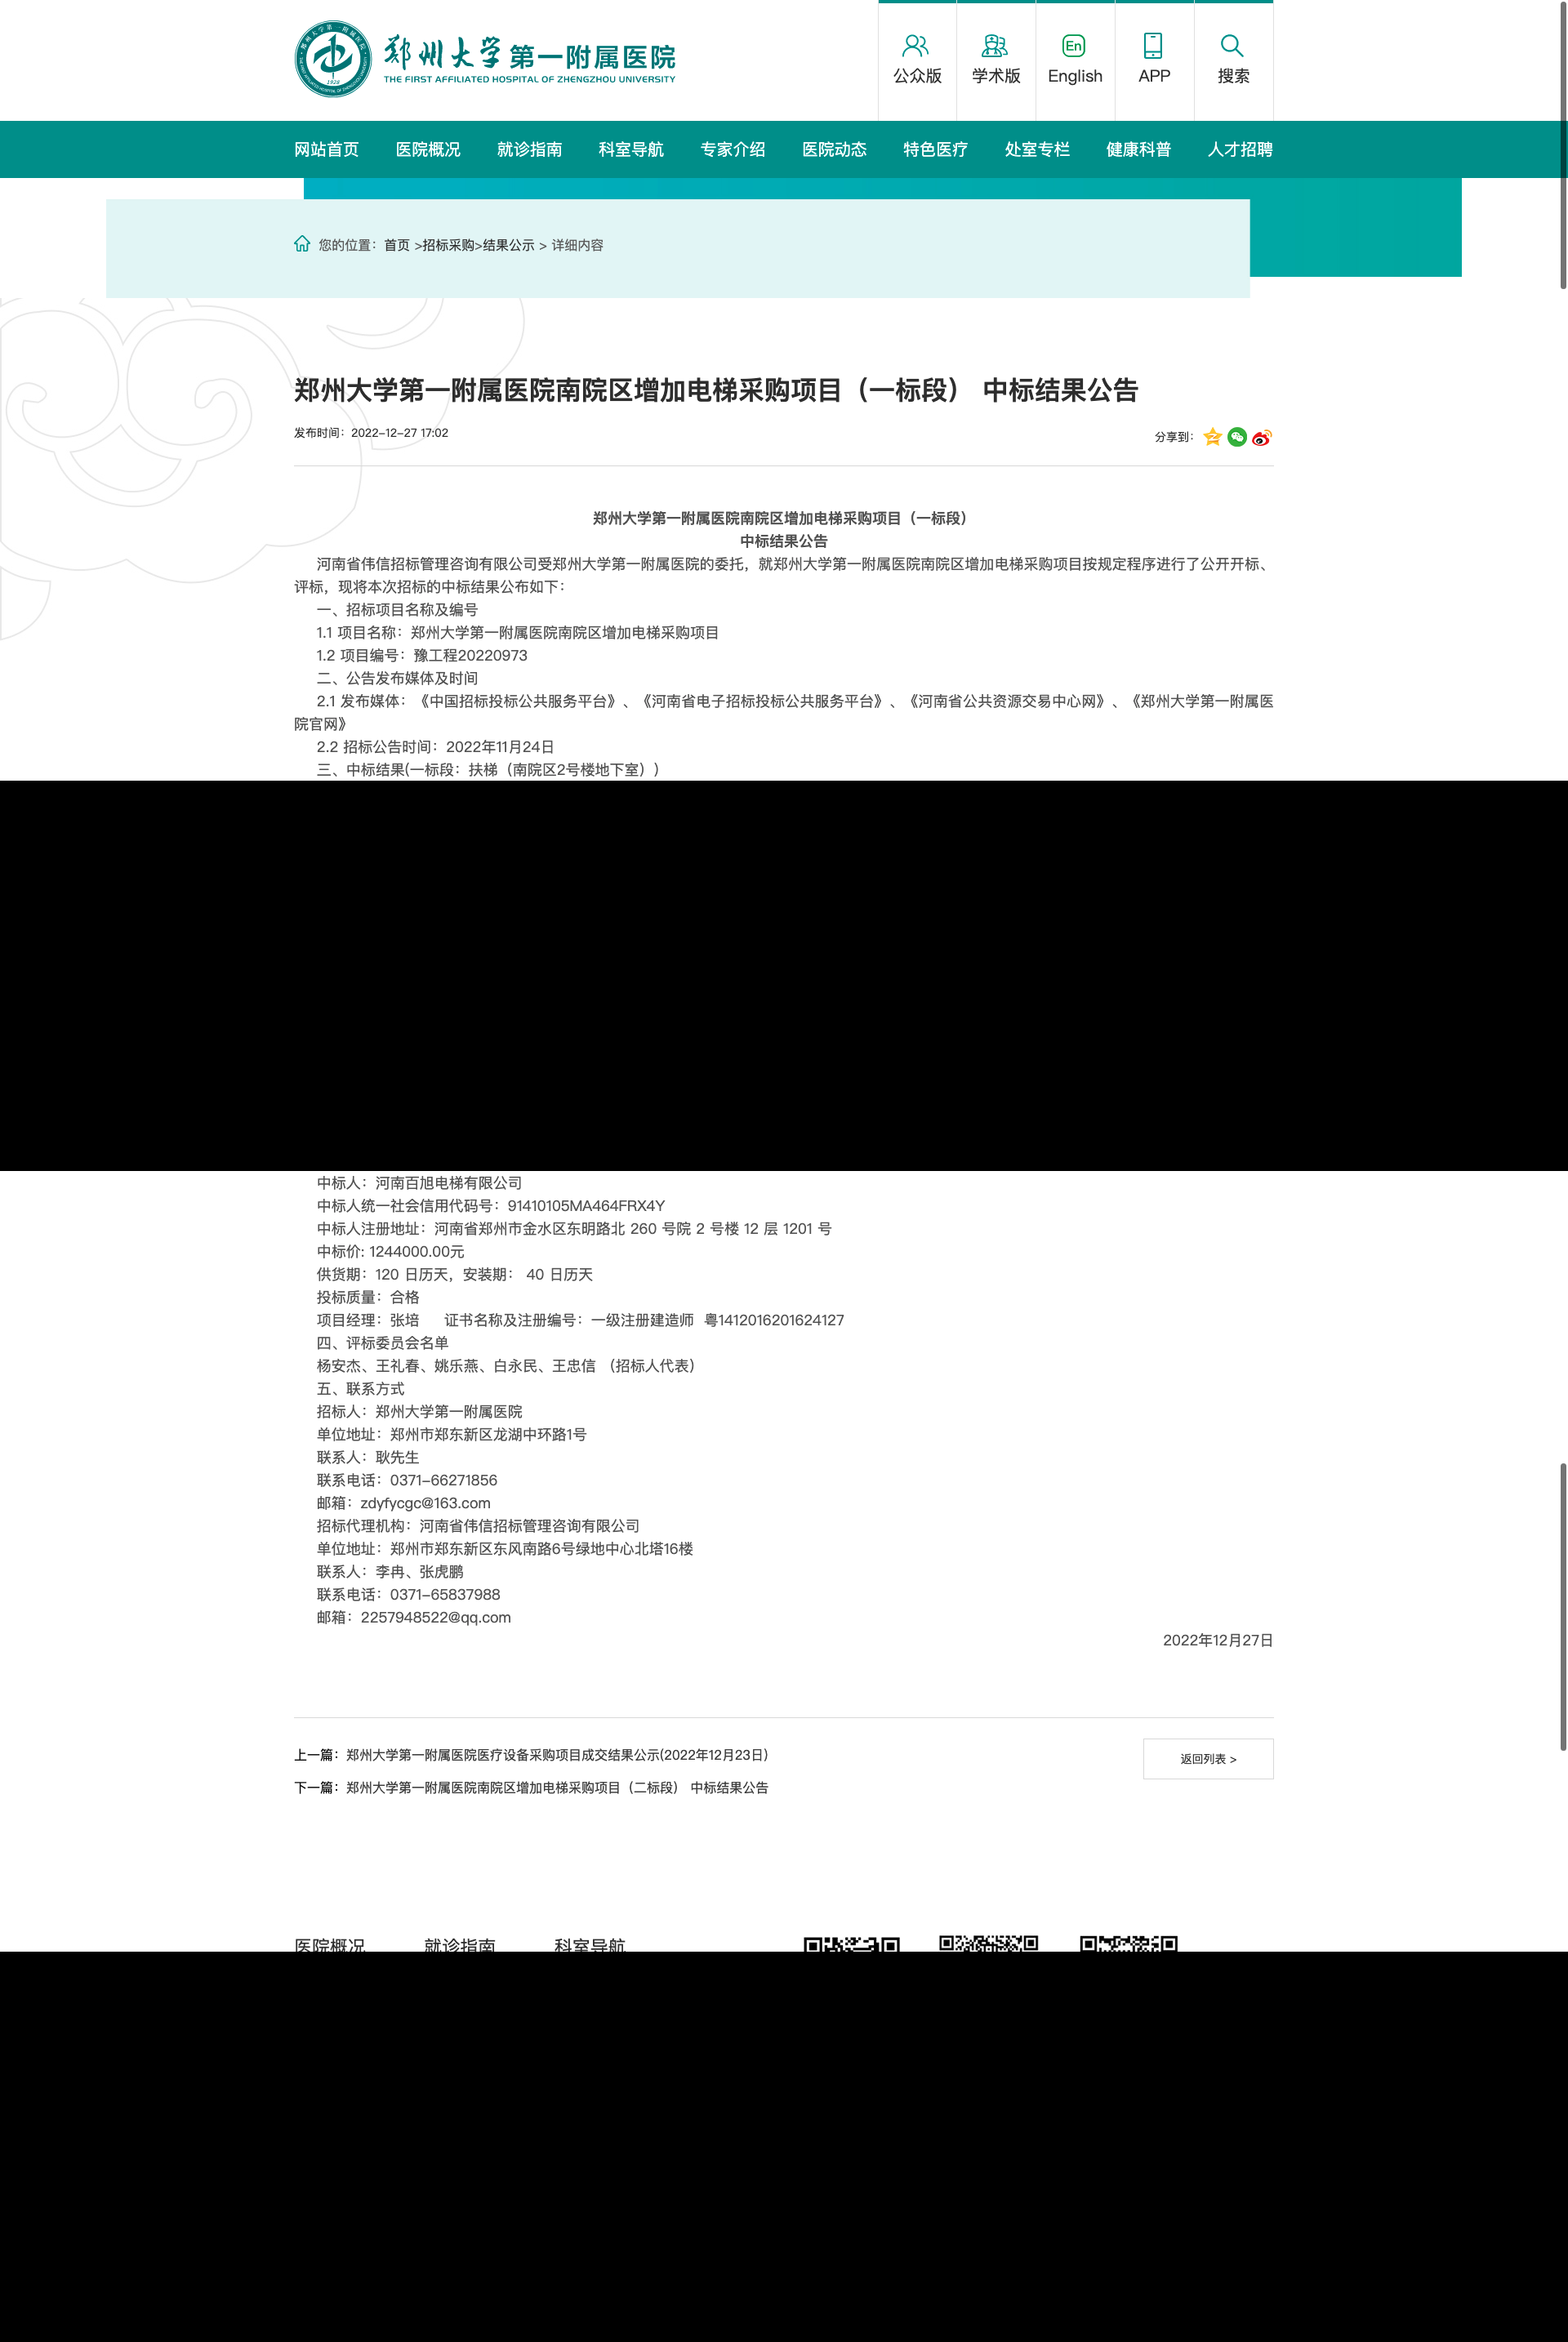 郑州大学第一附属医院
THE FIRST AFFILIATED HOSPITAL OF ZHENGZHOU UNIVERSITY
公众版 学术版 English APP 搜索
网站首页 医院概况 就诊指南 科室导航 专家介绍 医院动态 特色医疗 处室专栏 健康科普 人才招聘
您的位置：首页 >招标采购>结果公示 > 详细内容
郑州大学第一附属医院南院区增加电梯采购项目（一标段） 中标结果公告
发布时间：2022-12-27 17:02
分享到：
郑州大学第一附属医院南院区增加电梯采购项目（一标段）
中标结果公告
河南省伟信招标管理咨询有限公司受郑州大学第一附属医院的委托，就郑州大学第一附属医院南院区增加电梯采购项目按规定程序进行了公开开标、
评标，现将本次招标的中标结果公布如下：
一、招标项目名称及编号
1.1 项目名称：郑州大学第一附属医院南院区增加电梯采购项目
1.2 项目编号：豫工程20220973
二、公告发布媒体及时间
2.1 发布媒体：《中国招标投标公共服务平台》、《河南省电子招标投标公共服务平台》、《河南省公共资源交易中心网》、《郑州大学第一附属医
院官网》
2.2 招标公告时间：2022年11月24日
三、中标结果(一标段：扶梯（南院区2号楼地下室））
中标人：河南百旭电梯有限公司
中标人统一社会信用代码号：91410105MA464FRX4Y
中标人注册地址：河南省郑州市金水区东明路北 260 号院 2 号楼 12 层 1201 号
中标价: 1244000.00元
供货期：120 日历天，安装期： 40 日历天
投标质量：合格
项目经理：张培 证书名称及注册编号：一级注册建造师 粤1412016201624127
四、评标委员会名单
杨安杰、王礼春、姚乐燕、白永民、王忠信 （招标人代表）
五、联系方式
招标人：郑州大学第一附属医院
单位地址：郑州市郑东新区龙湖中环路1号
联系人：耿先生
联系电话：0371-66271856
邮箱：zdyfycgc@163.com
招标代理机构：河南省伟信招标管理咨询有限公司
单位地址：郑州市郑东新区东风南路6号绿地中心北塔16楼
联系人：李冉、张虎鹏
联系电话：0371-65837988
邮箱：2257948522@qq.com
2022年12月27日
上一篇：郑州大学第一附属医院医疗设备采购项目成交结果公示(2022年12月23日)
返回列表 >
下一篇：郑州大学第一附属医院南院区增加电梯采购项目（二标段） 中标结果公告
医院概况 就诊指南 科室导航